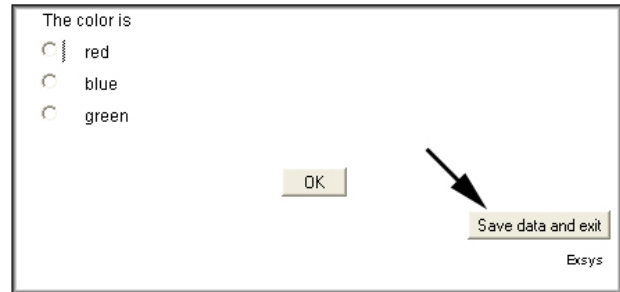 The color is
red
blue
green
OK
Save data and exit
Exsys